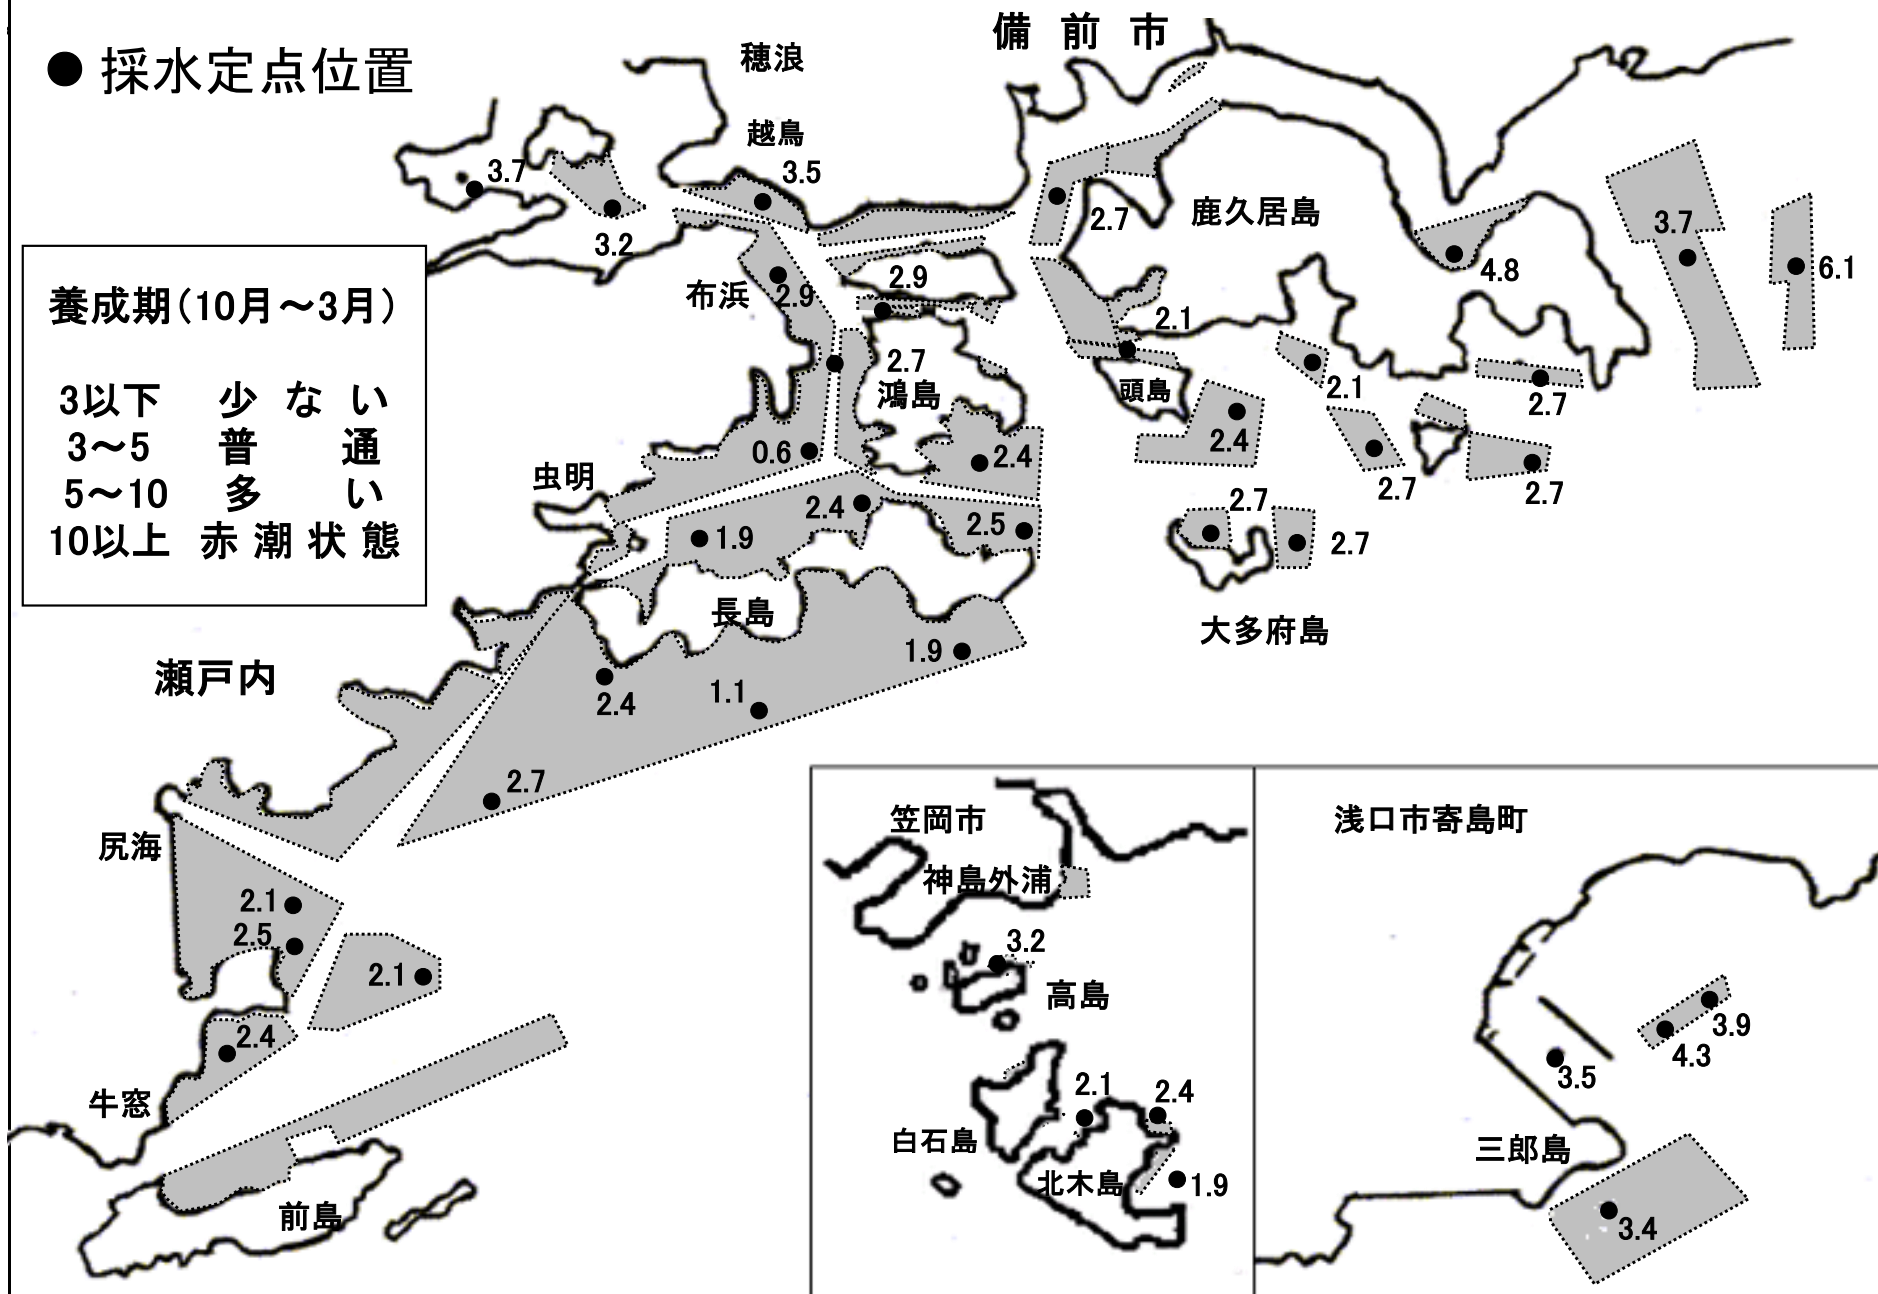 ● 採水定点位置
備前市
穂浪
越鳥
3.7
3.5
3.2
2.7
鹿久居島
3.7
4.8
6.1
養成期(10月~3月)
3以下 少ない
3~5 普通
5~10 多い
10以上 赤潮状態
布浜
2.9
2.9
2.1
2.7
鴻島
頭島
2.1
2.7
2.4
0.6
2.4
虫明
2.7
2.7
2.4
2.5
1.9
2.7
2.7
長島
大多府島
1.9
瀬戸内
2.4
1.1
2.7
尻海
2.1
2.5
2.1
2.4
牛窓
前島
笠岡市
神島外浦
3.2
高島
2.1
2.4
白石島
北木島
1.9
浅口市寄島町
3.9
4.3
3.5
三郎島
3.4